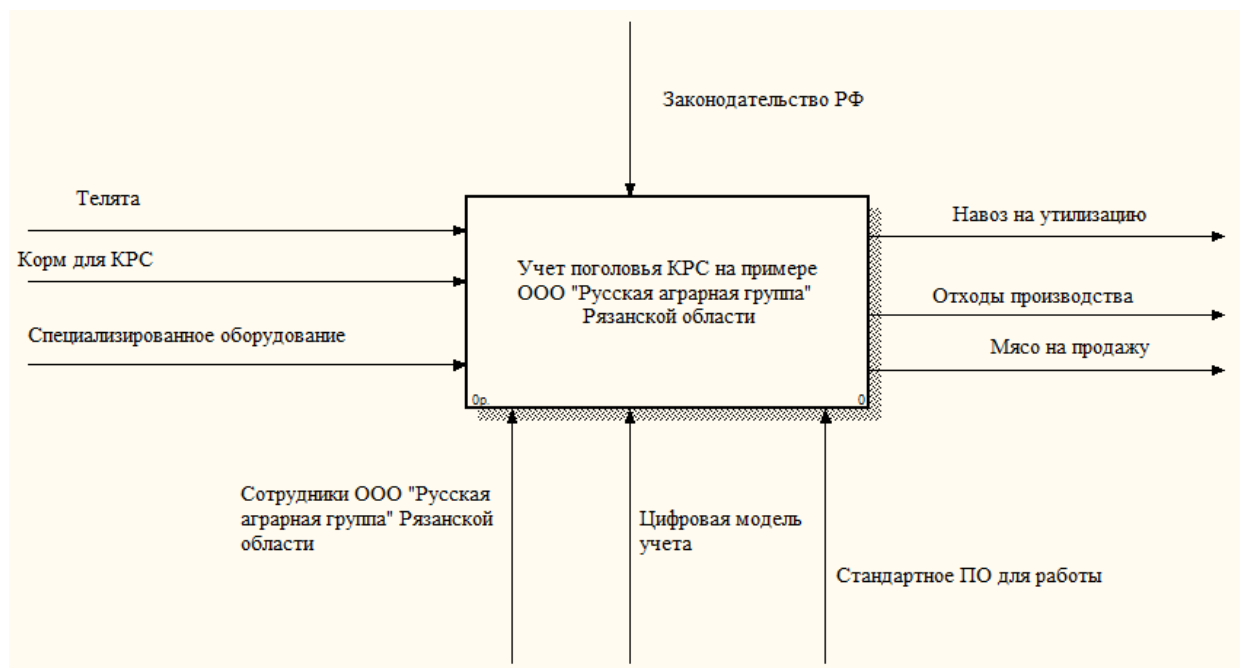 Законодательство РФ
Телята
Корм для КРС
Специализированное оборудование
Учет поголовья КРС на примере
ООО "Русская аграрная группа"
Рязанской области
0р.
0
Навоз на утилизацию
Отходы производства
Мясо на продажу
Сотрудники ООО "Русская
аграрная группа" Рязанской
области
Цифровая модель
учета
Стандартное ПО для работы